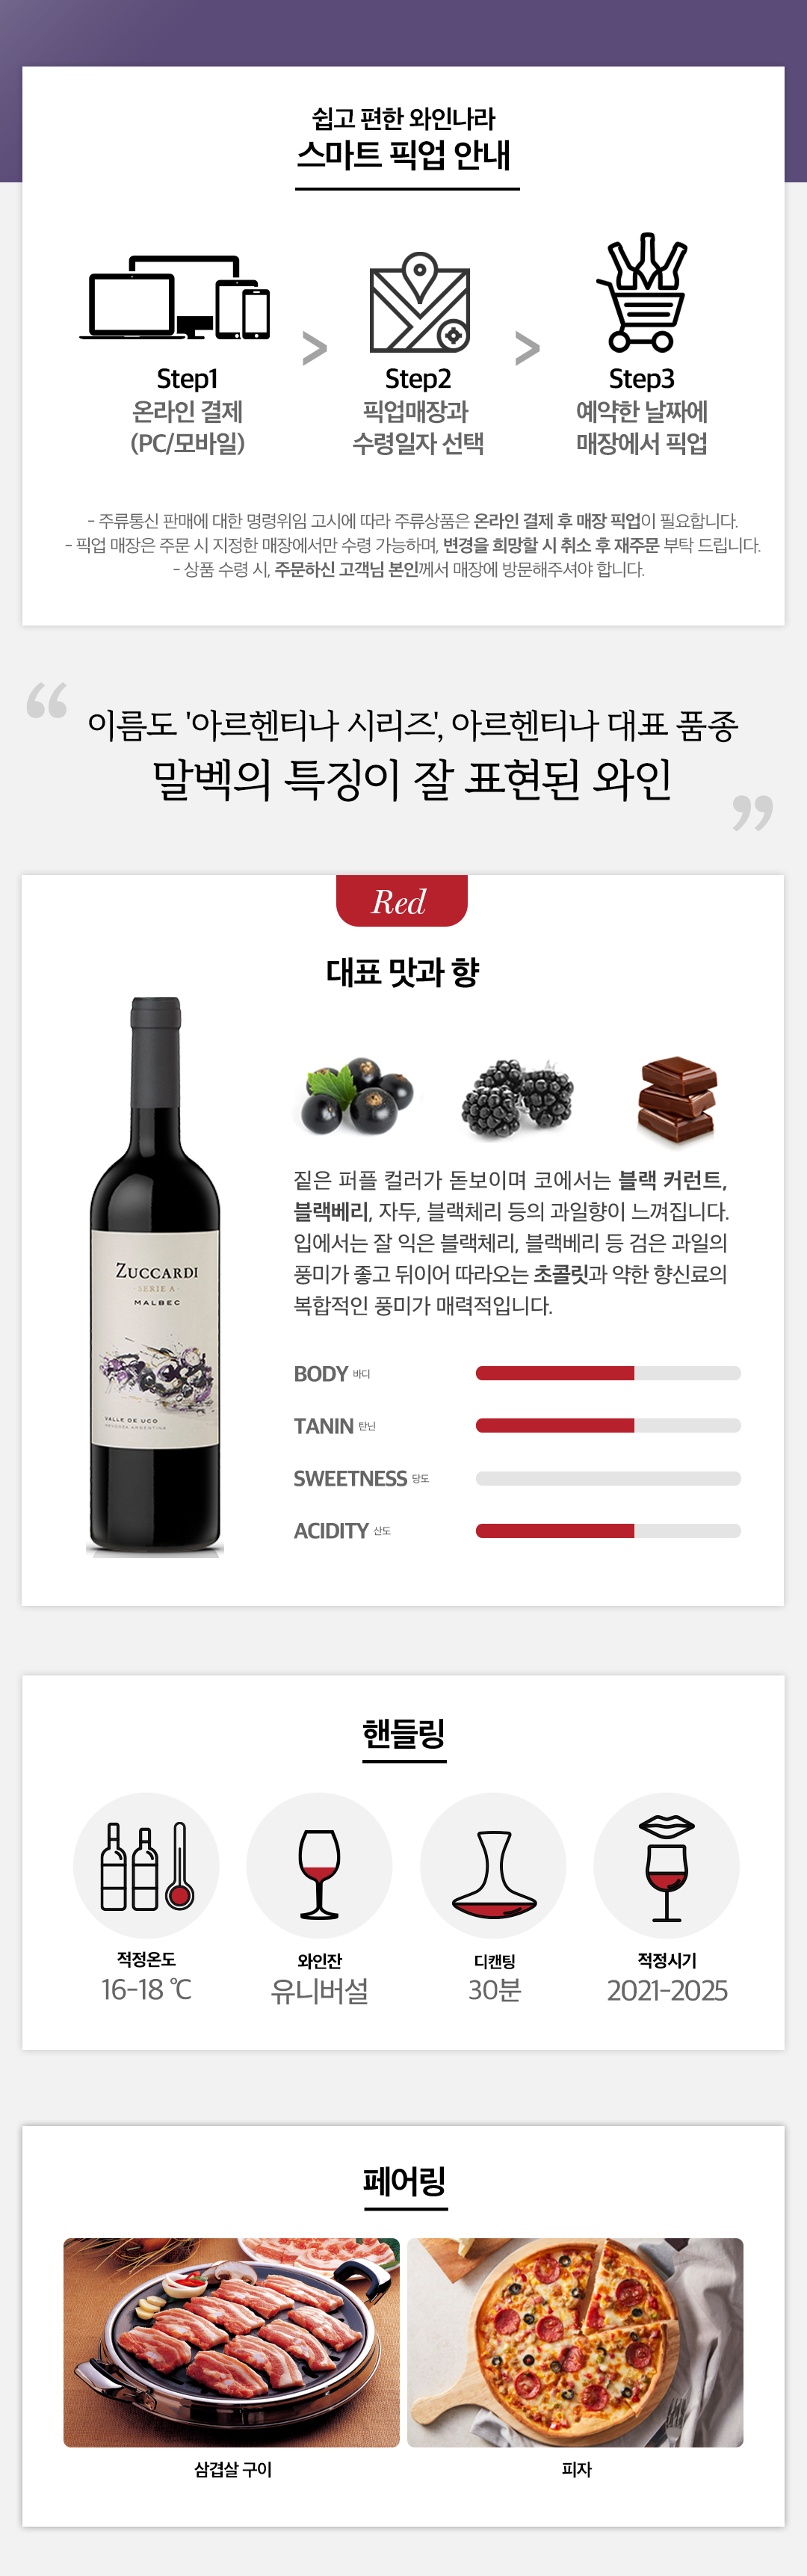 쉽고 편한 와인나라
스마트 픽업 안내
Step1
온라인 결제
(PC/모바일)
>
Step2
픽업매장과
수령일자 선택
>
Step3
예약한 날짜에
매장에서 픽업
- 주류통신 판매에 대한 명령위임 고시에 따라 주류상품은 온라인 결제 후 매장 픽업이 필요합니다.
- 픽업 매장은 주문 시 지정한 매장에서만 수령 가능하며, 변경을 희망할 시 취소 후 재주문 부탁 드립니다.
- 상품 수령 시, 주문하신 고객님 본인께서 매장에 방문해주셔야 합니다.
“ 이름도 '아르헨티나 시리즈', 아르헨티나 대표 품종
말벡의 특징이 잘 표현된 와인 ”
Red
대표 맛과 향
짙은 퍼플 컬러가 돋보이며 코에서는 블랙 커런트,
블랙베리, 자두, 블랙체리 등의 과일향이 느껴집니다.
입에서는 잘 익은 블랙체리, 블랙베리 등 검은 과일의
풍미가 좋고 뒤이어 따라오는 초콜릿과 약한 향신료의
복합적인 풍미가 매력적입니다.
ZUCCARDI
SERIE A
MALBEC
VALLE DE UCO
MENDOZA ARGENTINA
BODY 바디
TANIN 탄닌
SWEETNESS 당도
ACIDITY 산도
핸들링
적정온도
16-18 ℃
와인잔
유니버설
디캔팅
30분
적정시기
2021-2025
페어링
삼겹살 구이
피자